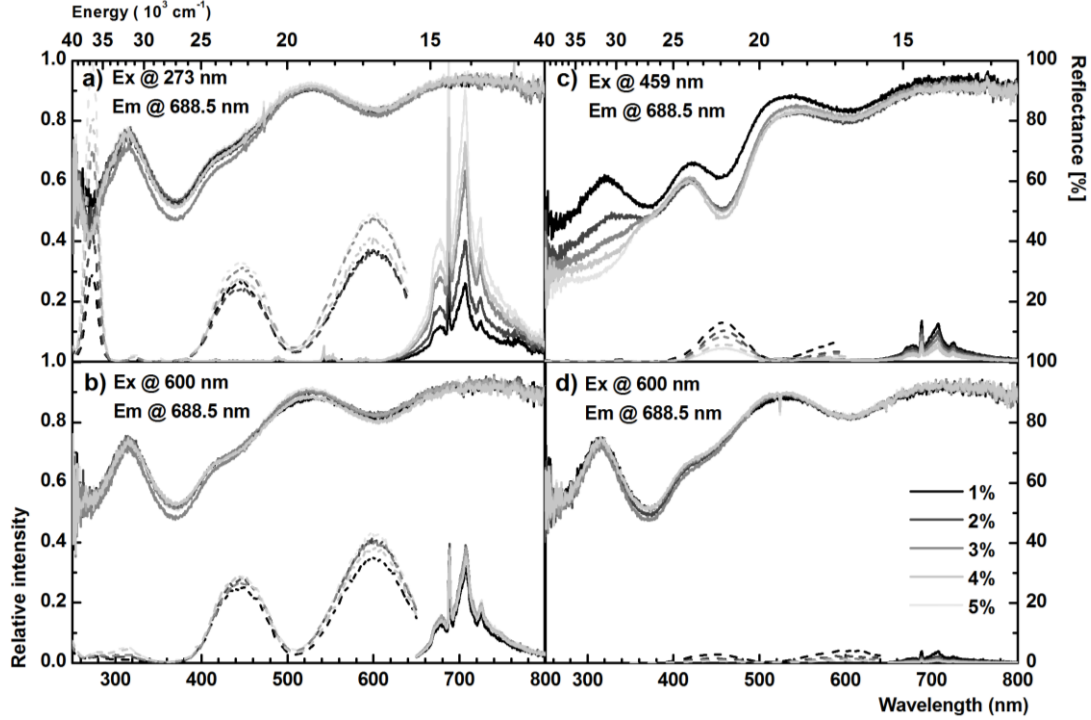 Energy ( 10³ cm⁻¹)
40 35 30 25 20 15 40 35 30 25 20 15
1.0 a) Ex @ 273 nm c) Ex @ 459 nm 100
Em @ 688.5 nm Em @ 688.5 nm
0.8 80
0.6 60
0.4 40
0.2 20
1.0 100
b) Ex @ 600 nm d) Ex @ 600 nm
Em @ 688.5 nm Em @ 688.5 nm
0.8 80
0.6 60
0.4 40
0.2 20
0.0 0
1%
2%
3%
4%
5%
300 400 500 600 700 800 300 400 500 600 700 800
Wavelength (nm)
Relative intensity
Reflectance [%]